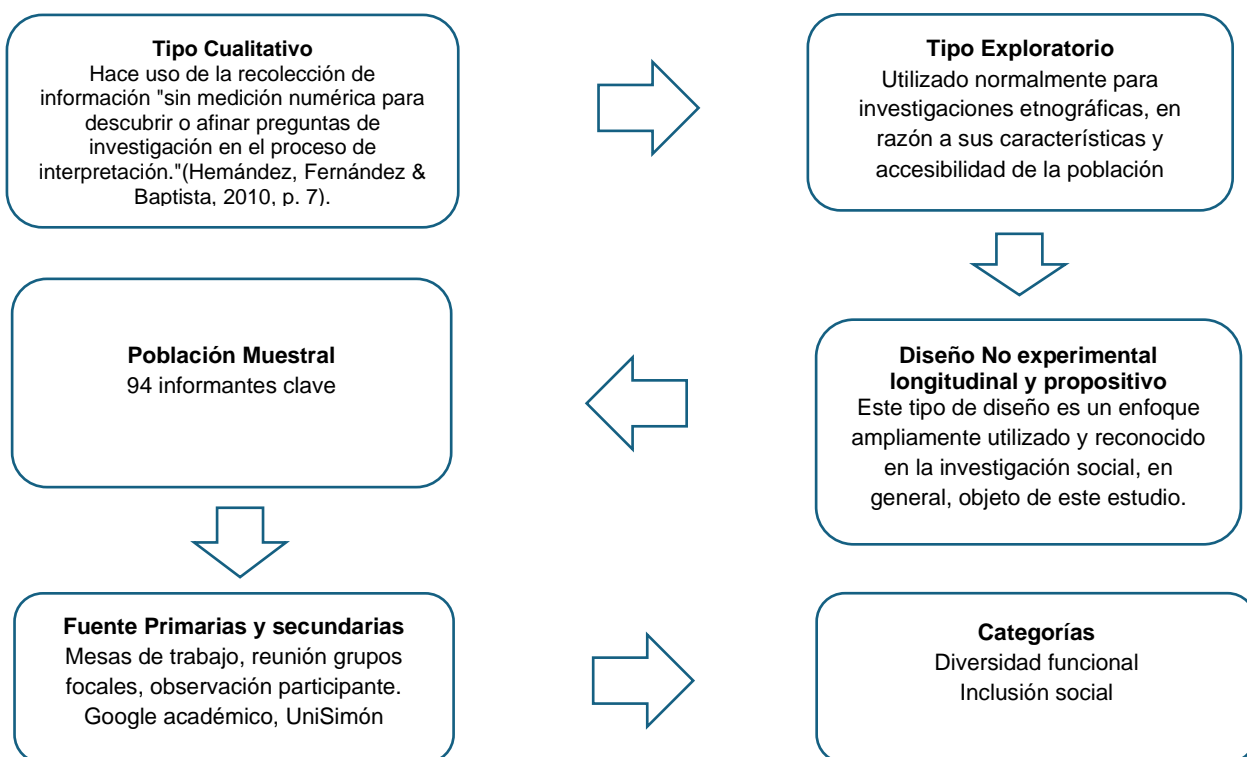 Tipo Cualitativo
Hace uso de la recolección de
información "sin medición numérica para
descubrir o afinar preguntas de
investigación en el proceso de
interpretación."(Hemández, Fernández &
Baptista, 2010, p. 7).
Tipo Exploratorio
Utilizado normalmente para
investigaciones etnográficas, en
razón a sus características y
accesibilidad de la población
Diseño No experimental
longitudinal y propositivo
Este tipo de diseño es un enfoque
ampliamente utilizado y reconocido
en la investigación social, en
general, objeto de este estudio.
Población Muestral
94 informantes clave
Fuente Primarias y secundarias
Mesas de trabajo, reunión grupos
focales, observación participante.
Google académico, UniSimón
Categorías
Diversidad funcional
Inclusión social